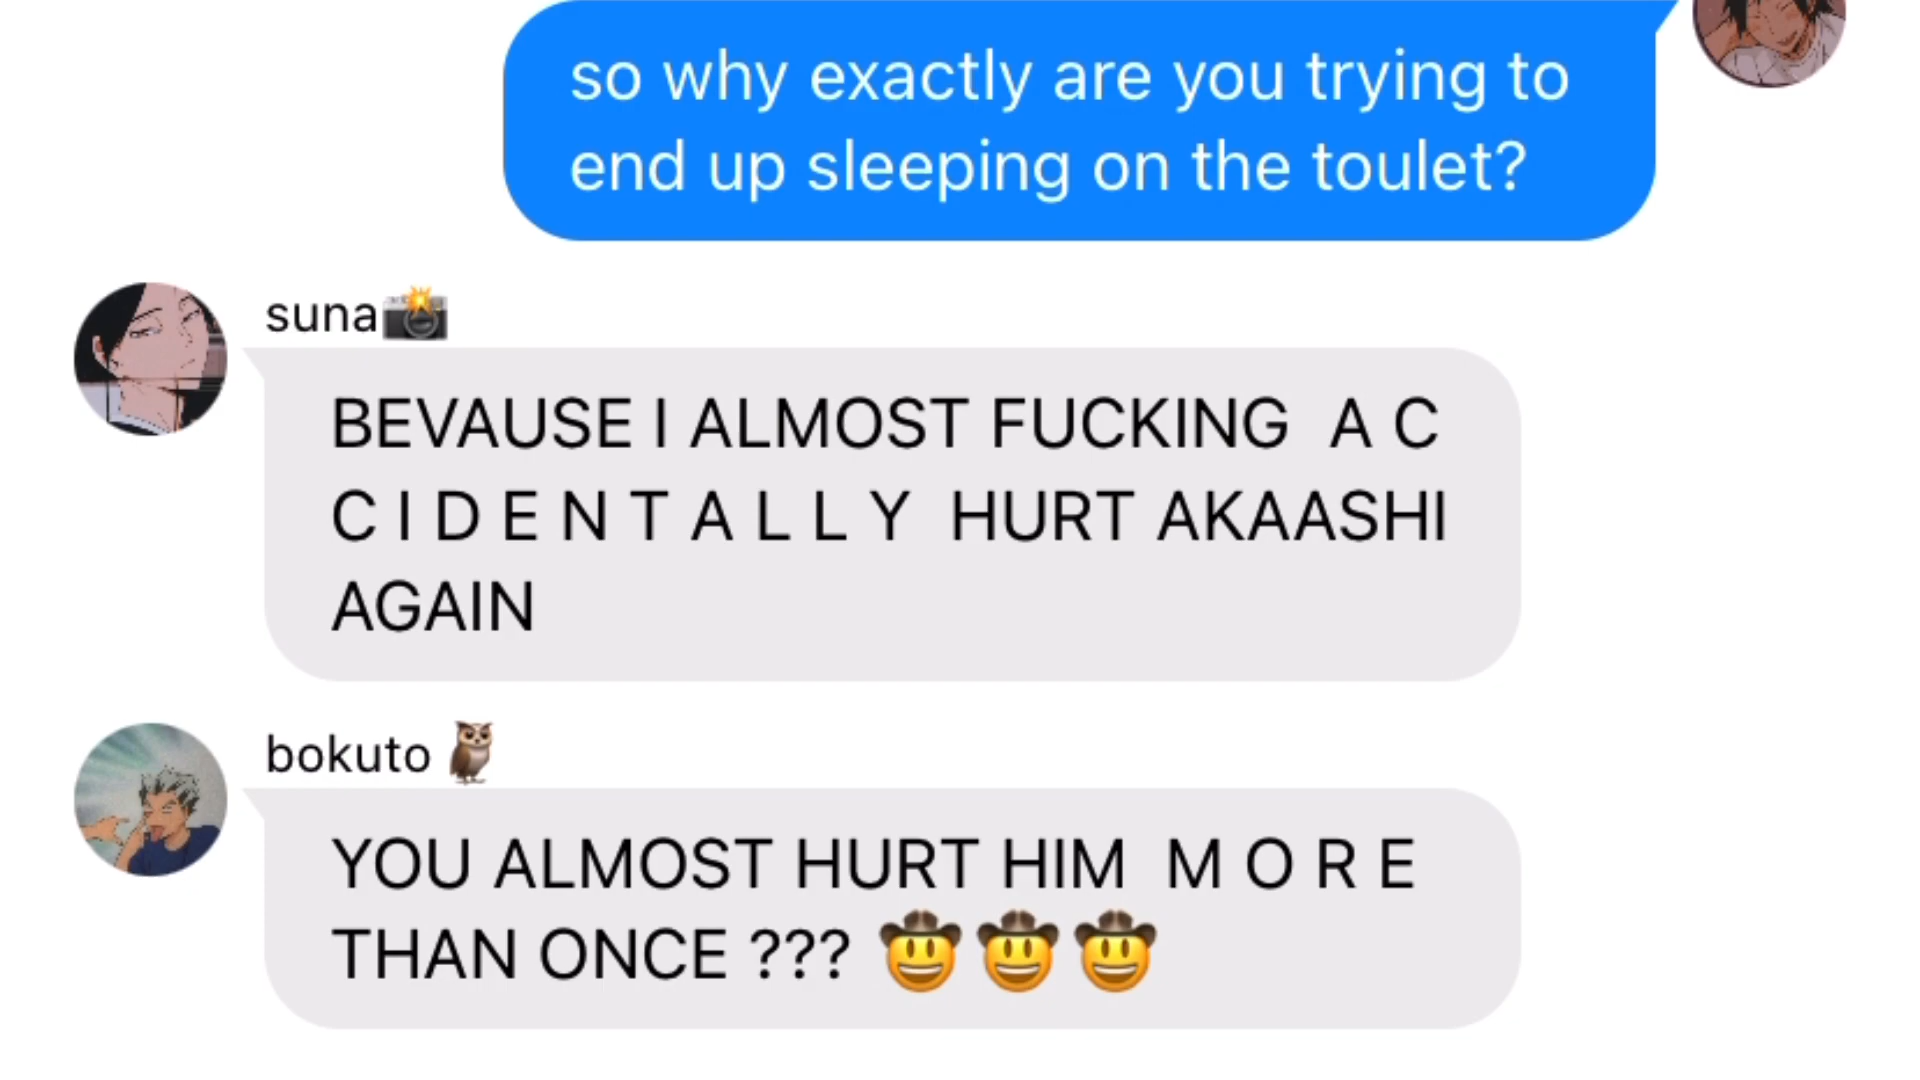 so why exactly are you trying to
end up sleeping on the toulet?
suna📸
BEVAUSE I ALMOST FUCKING  A C
C I D E N T A L L Y  HURT AKAASHI
AGAIN
bokuto 🦉
YOU ALMOST HURT HIM  M O R E
THAN ONCE ??? 🤠🤠🤠